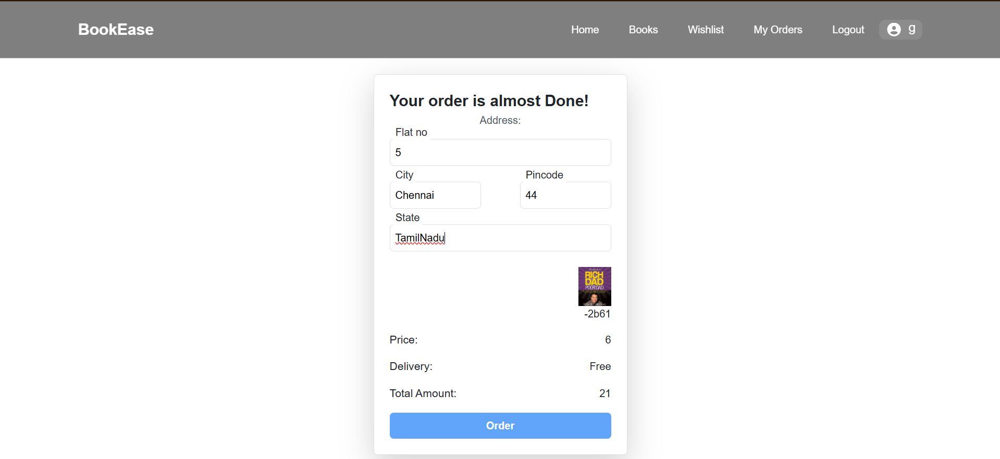 BookEase
Home Books Wishlist My Orders Logout g
Your order is almost Done!
Address:
Flat no
5
City Pincode
Chennai 44
State
TamilNadu
RICH
DAD
POOR DAD
-2b61
Price: 6
Delivery: Free
Total Amount: 21
Order